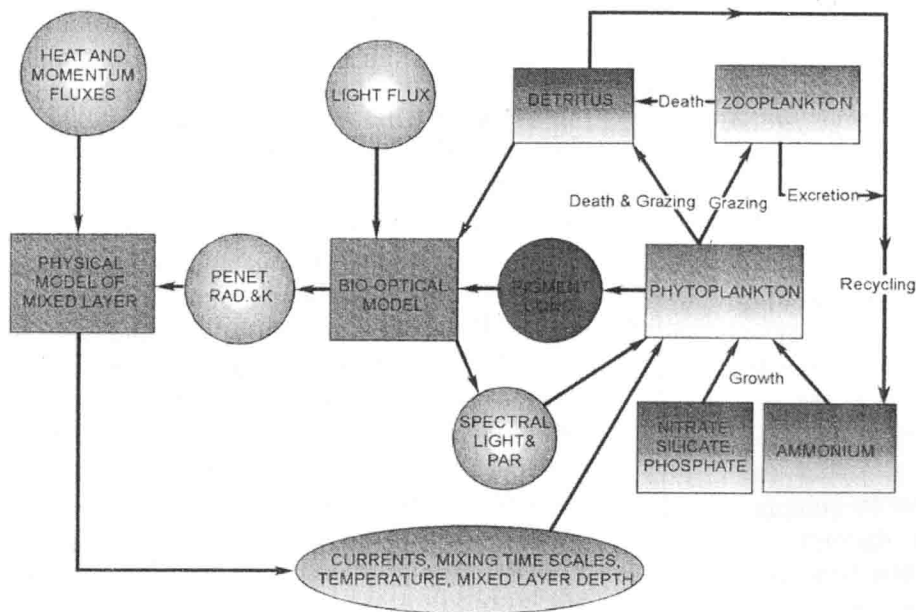 HEAT AND
MOMENTUM
FLUXES
LIGHT FLUX
DETRITUS
Death
ZOOPLANKTON
Death & Grazing
Grazing
Excretion
PHYSICAL
MODEL OF
MIXED LAYER
PENET.
RAD.&K
BIO-OPTICAL
MODEL
PIGMENT
PHYTOPLANKTON
Recycling
Growth
SPECTRAL
LIGHT&
PAR
NITRATE,
SILICATE,
PHOSPHATE
AMMONIUM
CURRENTS, MIXING TIME SCALES,
TEMPERATURE, MIXED LAYER DEPTH